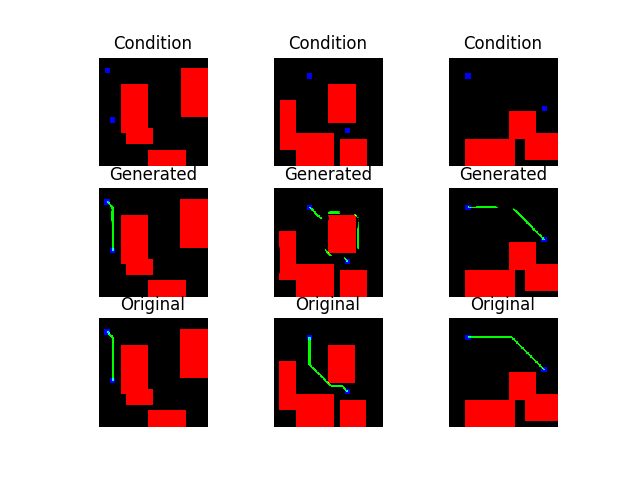 Condition
Condition
Condition
Generated
Generated
Generated
Original
Original
Original